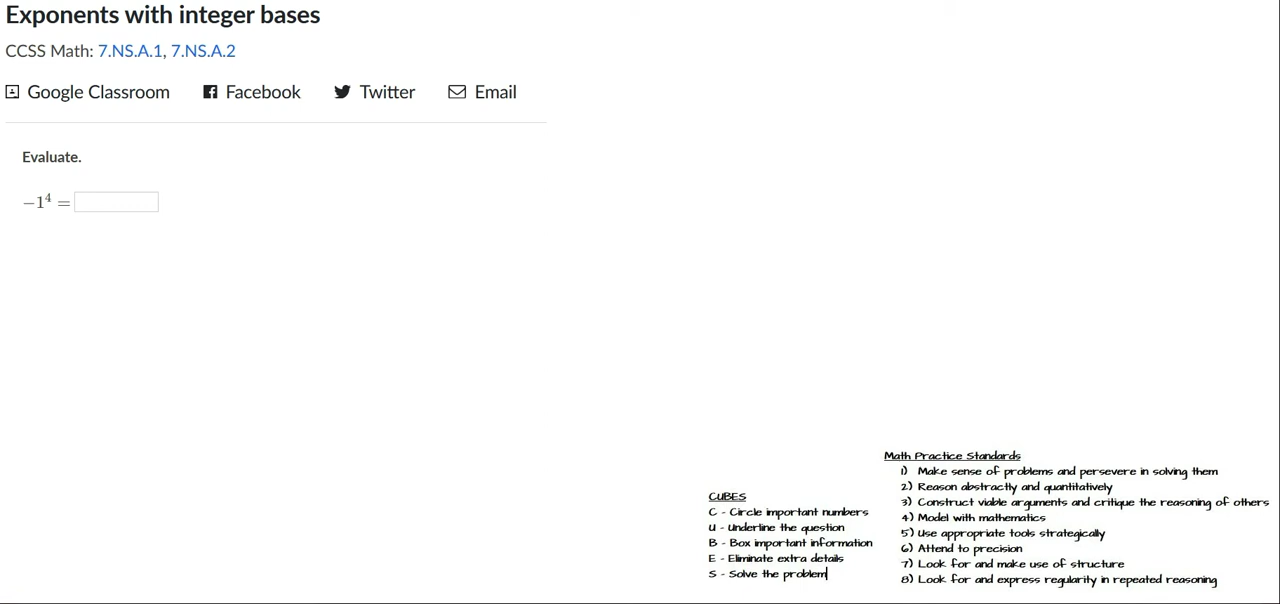 Exponents with integer bases
CCSS Math: 7.NS.A.1, 7.NS.A.2
Google Classroom Facebook Twitter Email
Evaluate.
−1⁴ =
CUBES
C - Circle important numbers
U - Underline the question
B - Box important information
E - Eliminate extra details
S - Solve the problem
Math Practice Standards
1) Make sense of problems and persevere in solving them
2) Reason abstractly and quantitatively
3) Construct viable arguments and critique the reasoning of others
4) Model with mathematics
5) Use appropriate tools strategically
6) Attend to precision
7) Look for and make use of structure
8) Look for and express regularity in repeated reasoning